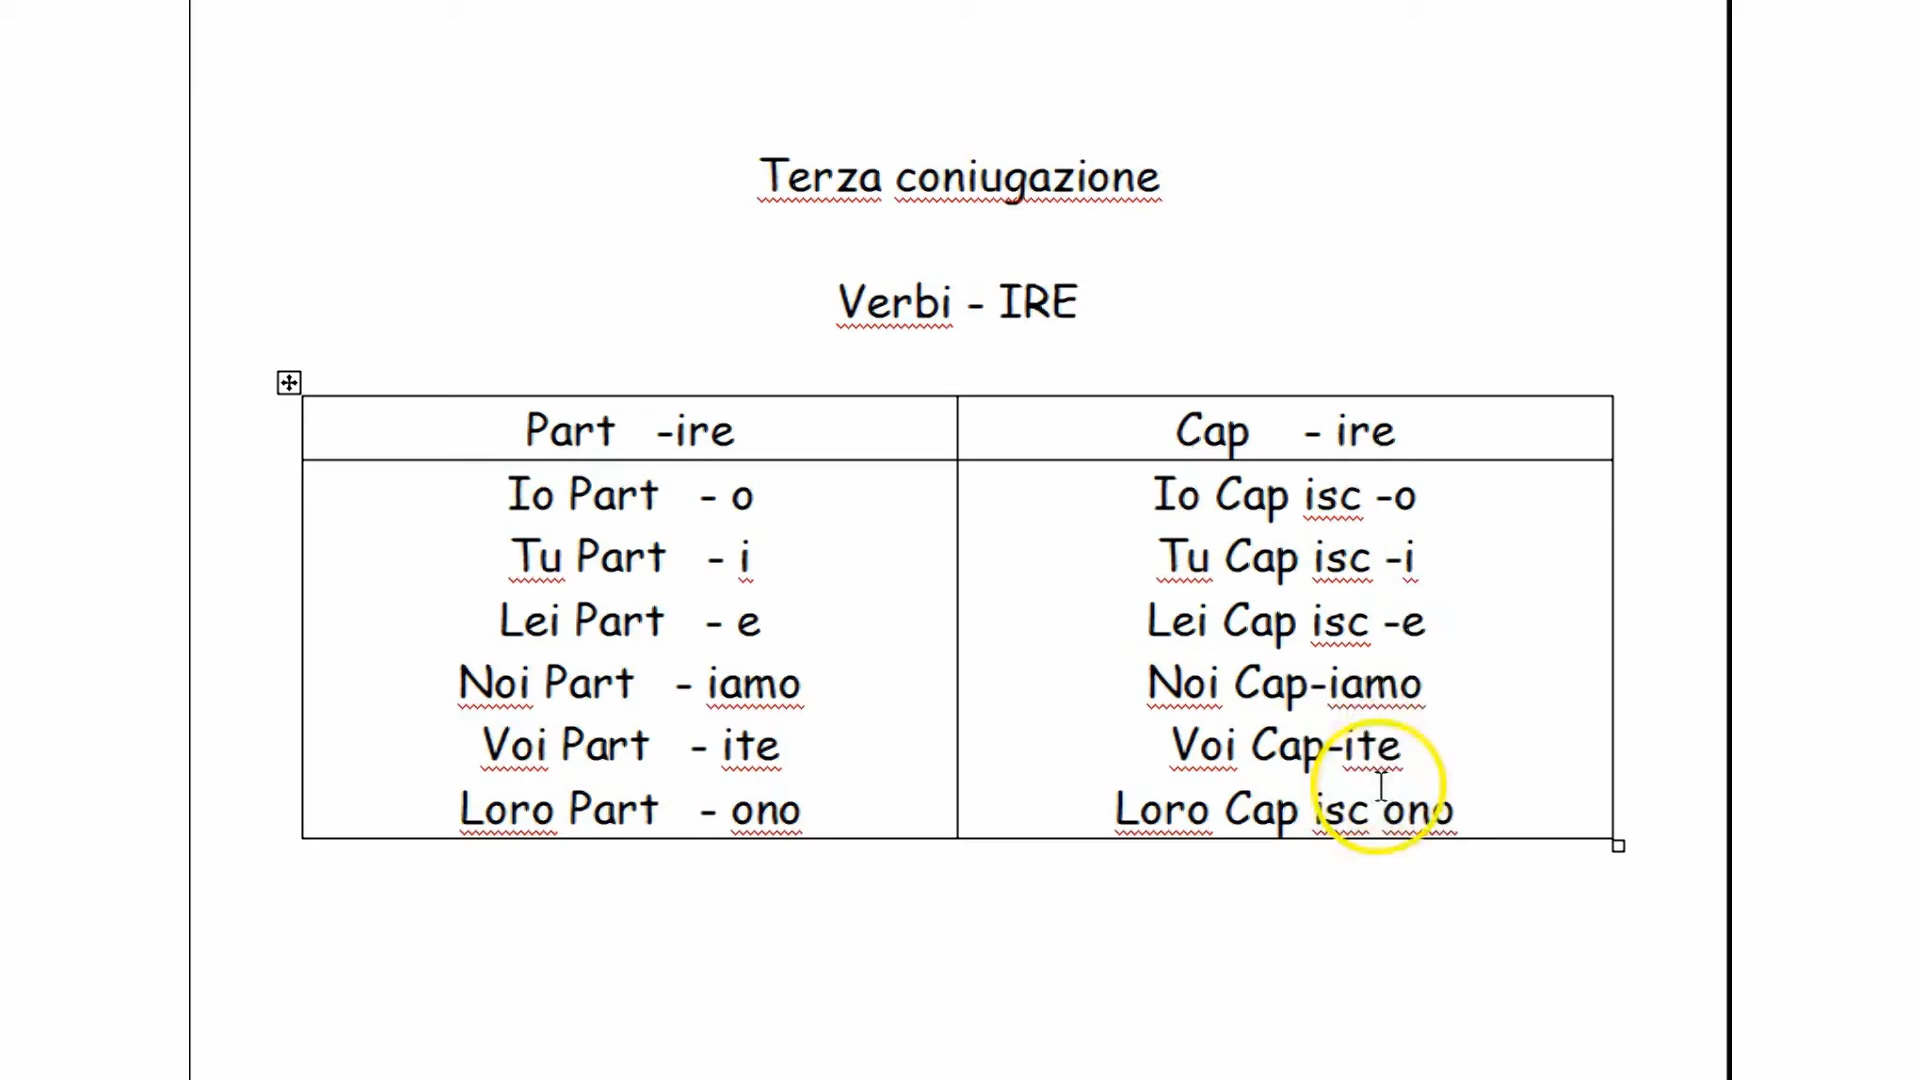 Terza coniugazione
Verbi - IRE
Part -ire
Cap - ire
Io Part - o
Tu Part - i
Lei Part - e
Noi Part - iamo
Voi Part - ite
Loro Part - ono
Io Cap isc -o
Tu Cap isc -i
Lei Cap isc -e
Noi Cap-iamo
Voi Cap-ite
Loro Cap isc ono